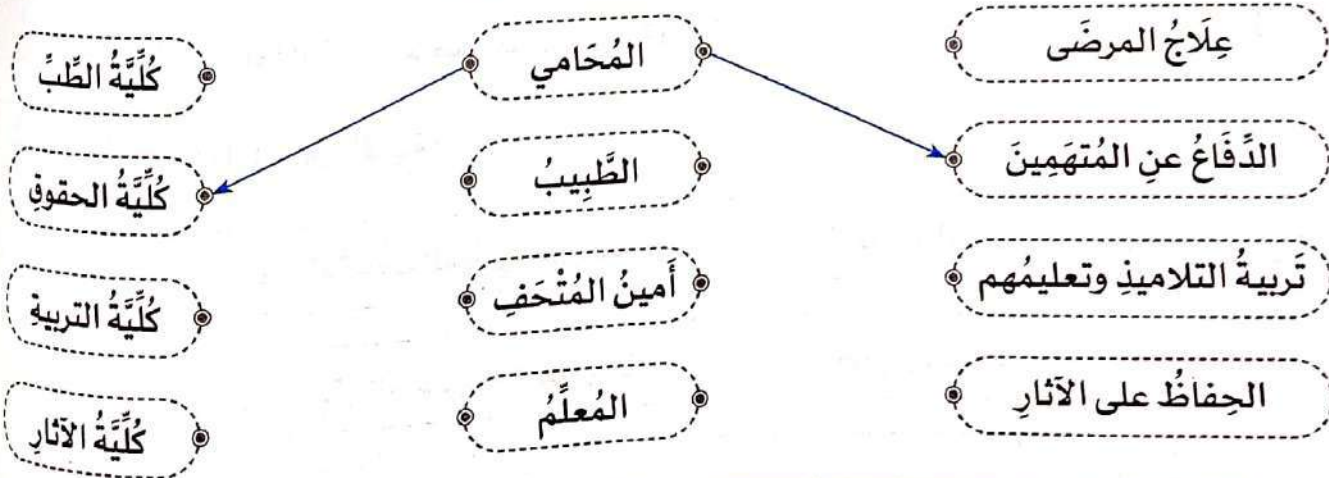 عِلَاجُ المرضَى
المُحَامي
كُلِّيَّةُ الطِّبِّ
الدِّفَاعُ عنِ المُتهَمِينَ
الطَّبِيبُ
كُلِّيَّةُ الحقوقِ
تَربيةُ التلاميذِ وتعليمُهم
أَمينُ المُتْحَفِ
كُلِّيَّةُ التربيةِ
الحِفاظُ على الآثارِ
المُعلِّمُ
كُلِّيَّةُ الآثارِ